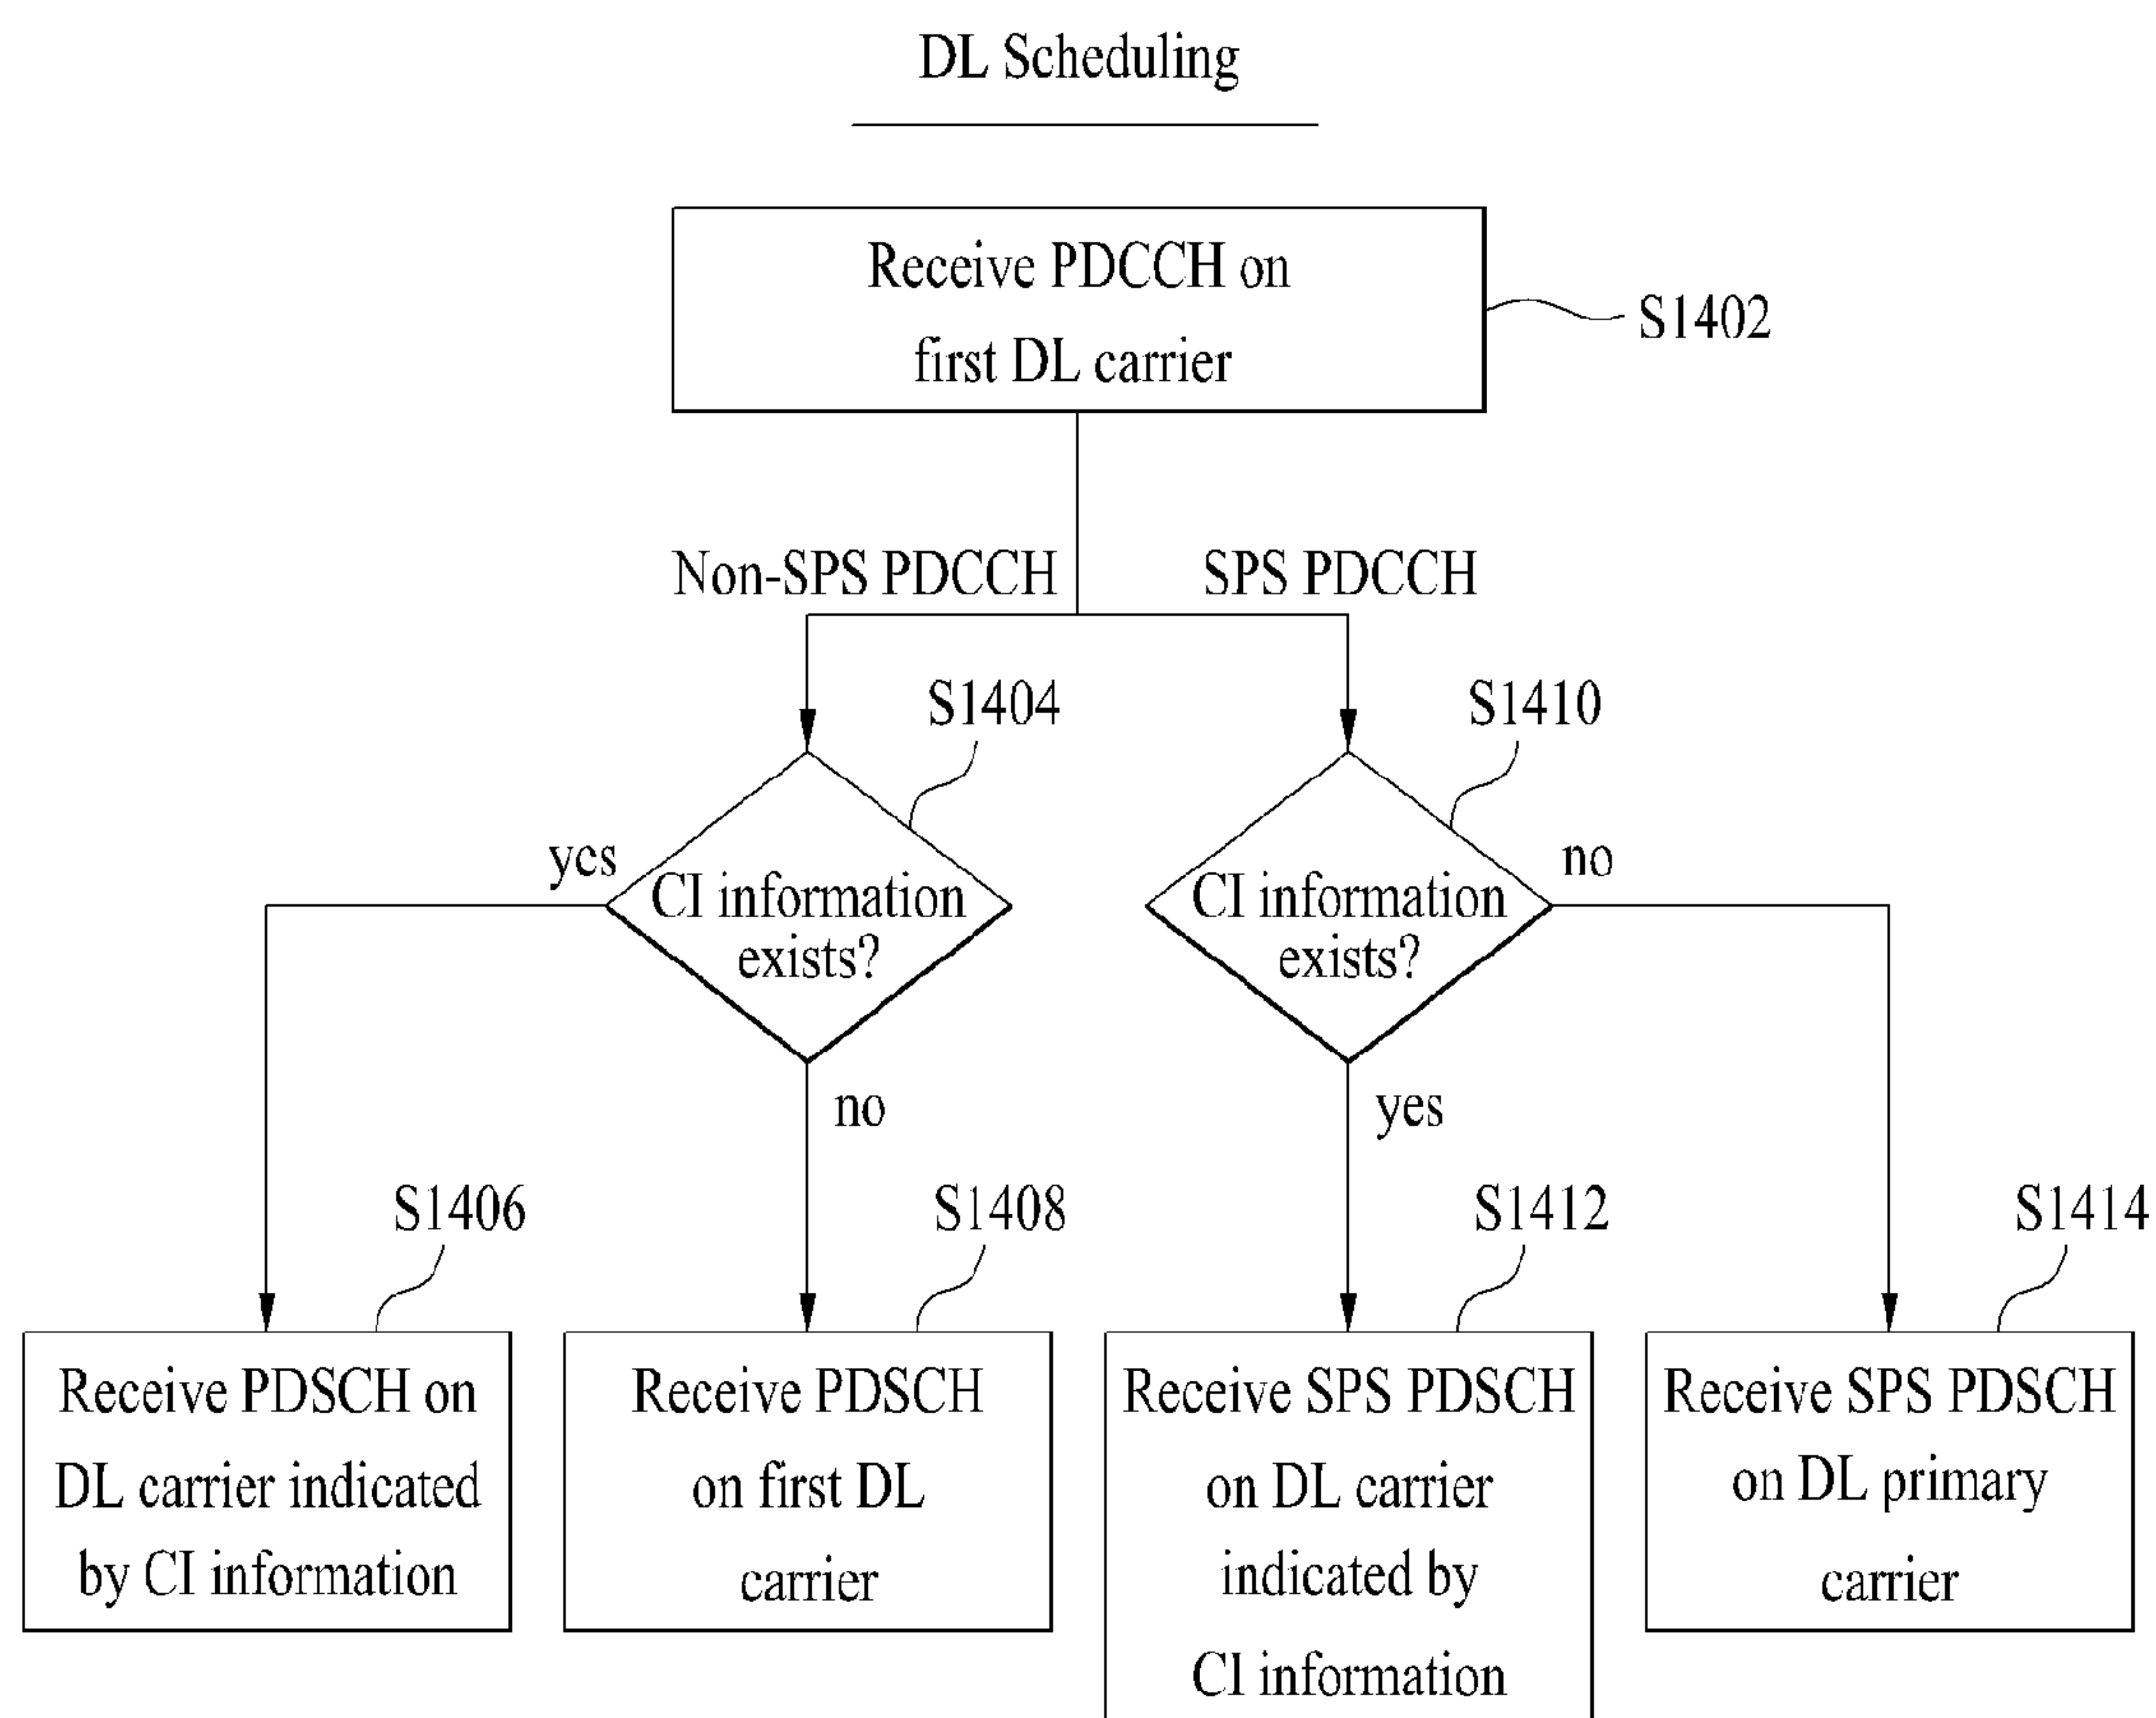 DL Scheduling
Receive PDCCH on
first DL carrier
S1402
Non-SPS PDCCH
SPS PDCCH
S1404
S1410
yes
CI information
exists?
CI information
exists?
no
no
yes
S1406
S1408
S1412
S1414
Receive PDSCH on
DL carrier indicated
by CI information
Receive PDSCH
on first DL
carrier
Receive SPS PDSCH
on DL carrier
indicated by
CI information
Receive SPS PDSCH
on DL primary
carrier